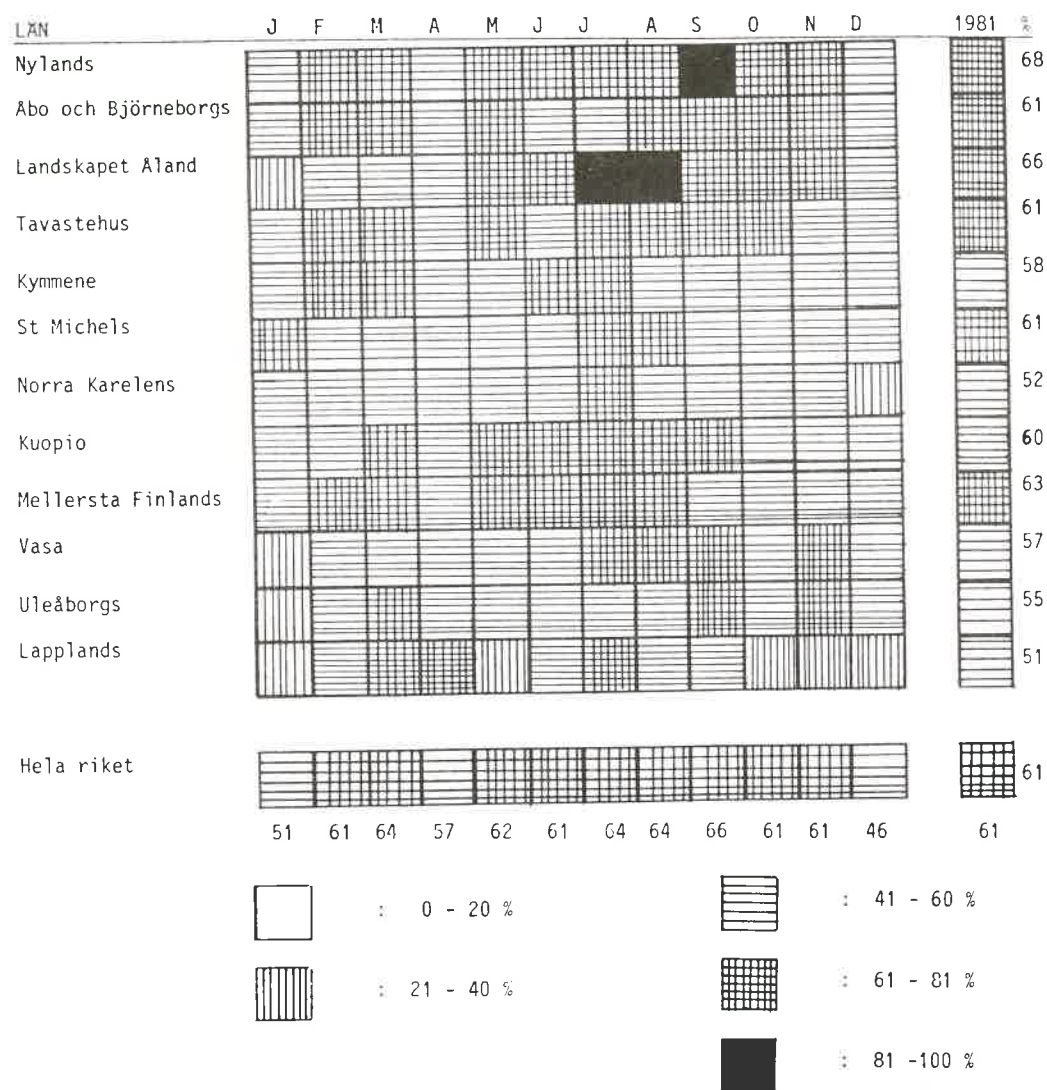 LÄN J F M A M J J A S O N D 1981 %
Nylands 68
Abo och Björneborgs 61
Landskapet Aland 66
Tavastehus 61
Kymmene 58
St Michels 61
Norra Karelens 52
Kuopio 60
Mellersta Finlands 63
Vasa 57
Uleåborgs 55
Lapplands 51
Hela riket 61
51 61 64 57 62 61 64 64 66 61 61 46 61
: 0 - 20 % : 41 - 60 %
: 21 - 40 % : 61 - 81 %
: 81 -100 %